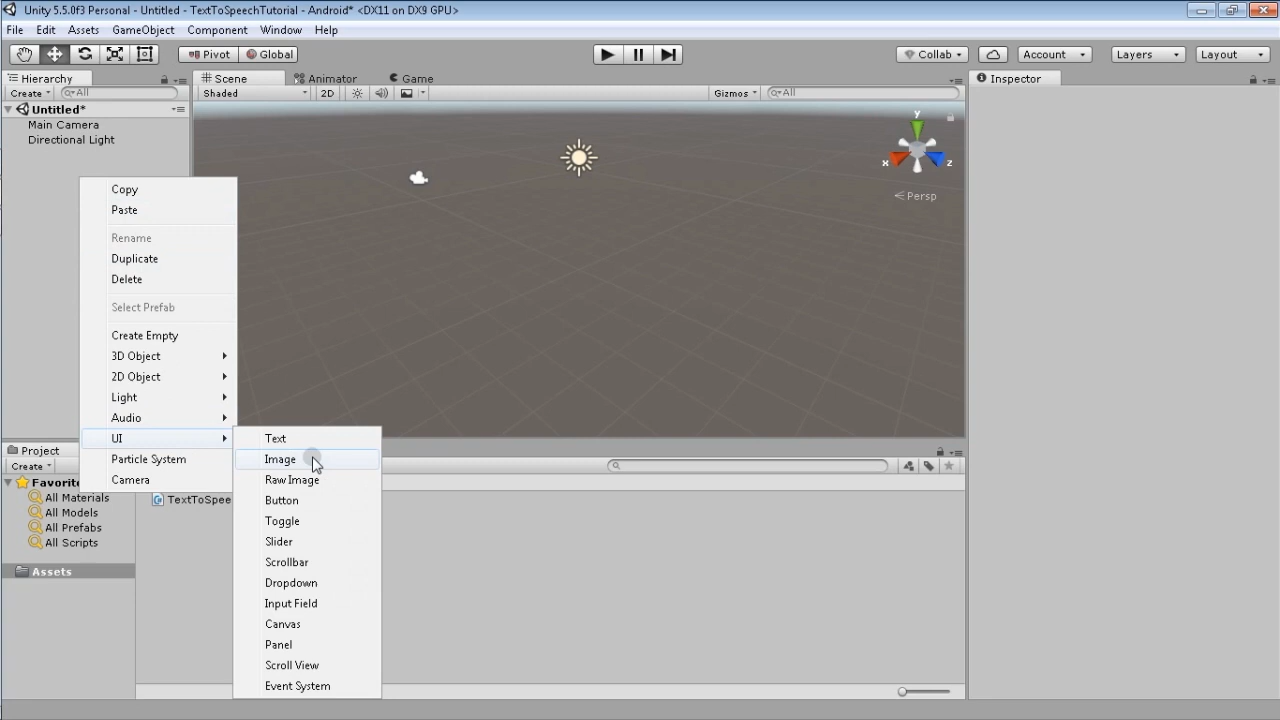 Unity 5.5.0f3 Personal - Untitled - TextToSpeechTutorial - Android* <DX11 on DX9 GPU>
File Edit Assets GameObject Component Window Help
Pivot Global Collab Account Layers Layout
Hierarchy Scene Animator Game Inspector
Create All Shaded 2D Gizmos All
Untitled*
Main Camera
Directional Light
y
x z
Persp
Copy
Paste
Rename
Duplicate
Delete
Select Prefab
Create Empty
3D Object
2D Object
Light
Audio
UI
Particle System
Camera
Text
Image
Raw Image
Button
Toggle
Slider
Scrollbar
Dropdown
Input Field
Canvas
Panel
Scroll View
Event System
Project
Create
Favorite
All Materials
All Models
All Prefabs
All Scripts
Assets
TextToSpee